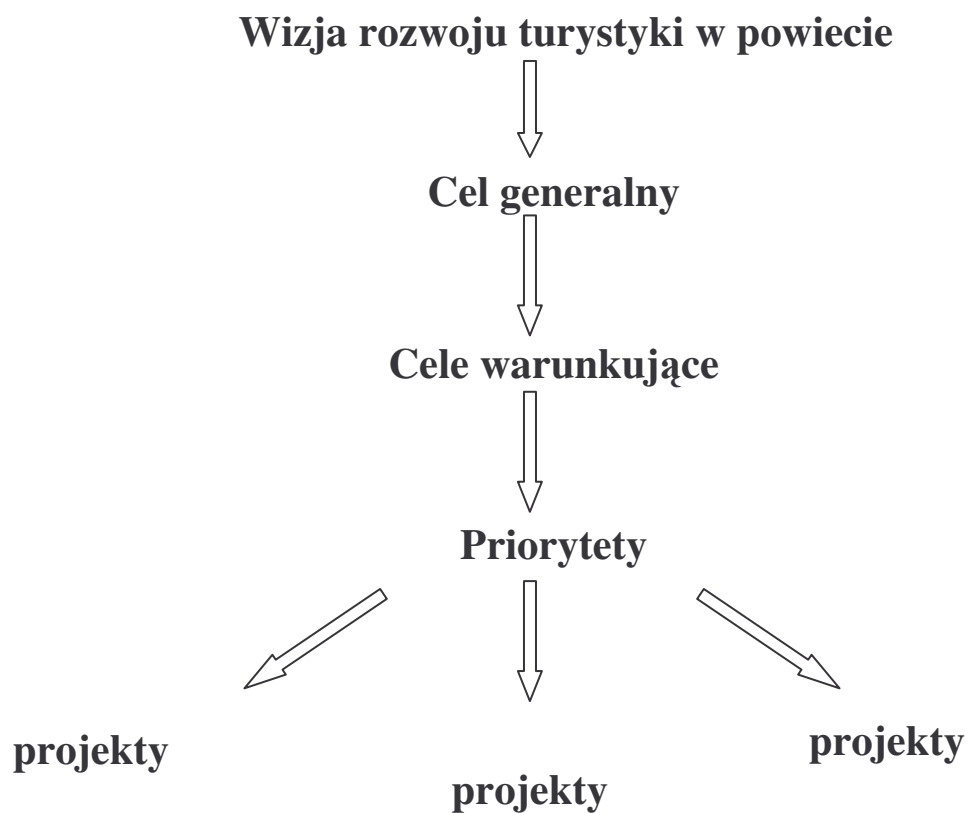 Wizja rozwoju turystyki w powiecie
Cel generalny
Cele warunkujące
Priorytety
projekty
projekty
projekty